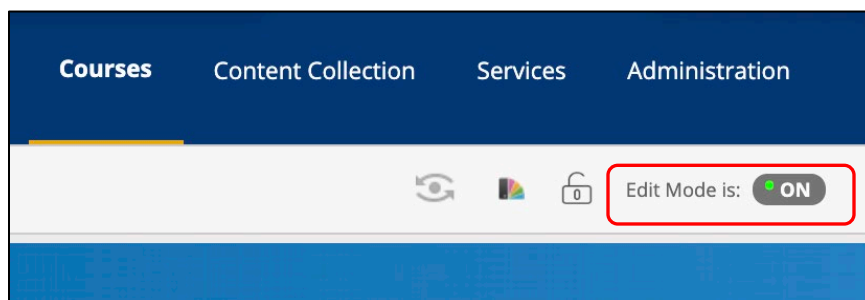 Courses Content Collection Services Administration
0
Edit Mode is: ON